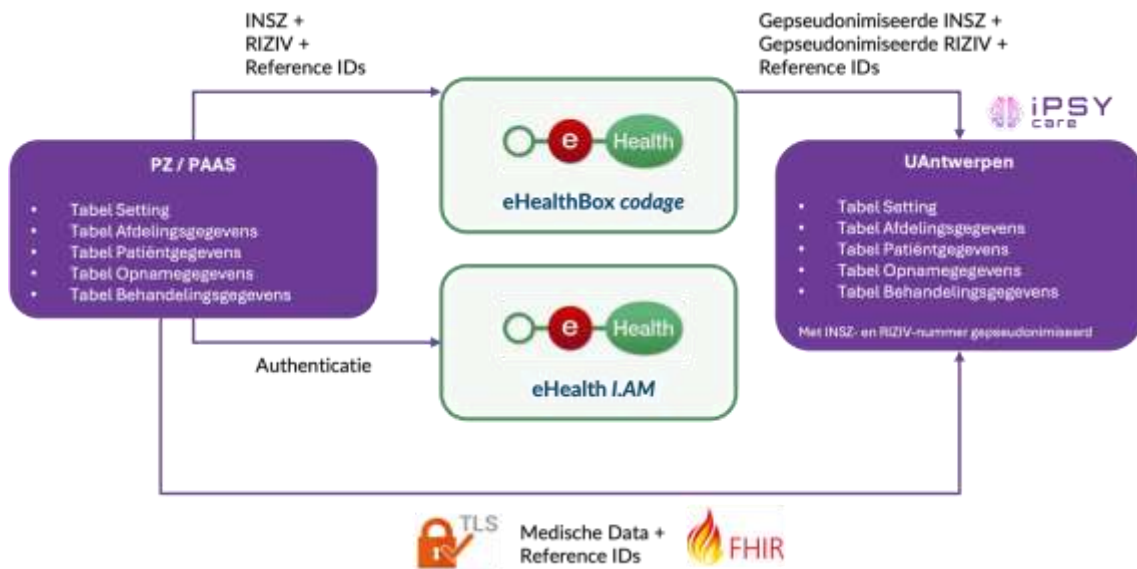 INSZ +
RIZIV +
Reference IDs
Gepseudonimiseerde INSZ +
Gepseudonimiseerde RIZIV +
Reference IDs
iPSY
care
PZ / PAAS
• Tabel Setting
• Tabel Afdelingsgegevens
• Tabel Patiëntgegevens
• Tabel Opnamegegevens
• Tabel Behandelingsgegevens
e Health
eHealthBox codage
UAntwerpen
• Tabel Setting
• Tabel Afdelingsgegevens
• Tabel Patiëntgegevens
• Tabel Opnamegegevens
• Tabel Behandelingsgegevens
Met INSZ- en RIZIV-nummer gepseudonimiseerd
Authenticatie
e Health
eHealth I.AM
TLS
Medische Data +
Reference IDs
FHIR